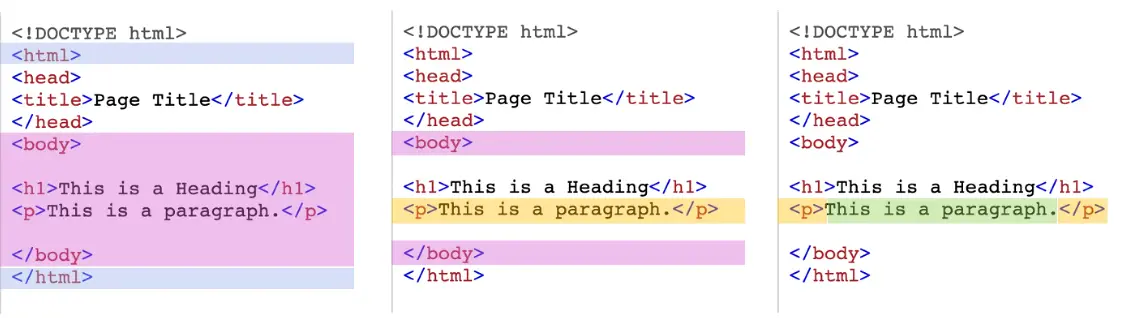 <!DOCTYPE html>
<html>
<head>
<title>Page Title</title>
</head>
<body>
<h1>This is a Heading</h1>
<p>This is a paragraph.</p>
</body>
</html>
<!DOCTYPE html>
<html>
<head>
<title>Page Title</title>
</head>
<body>
<h1>This is a Heading</h1>
<p>This is a paragraph.</p>
</body>
</html>
<!DOCTYPE html>
<html>
<head>
<title>Page Title</title>
</head>
<body>
<h1>This is a Heading</h1>
<p>This is a paragraph.</p>
</body>
</html>